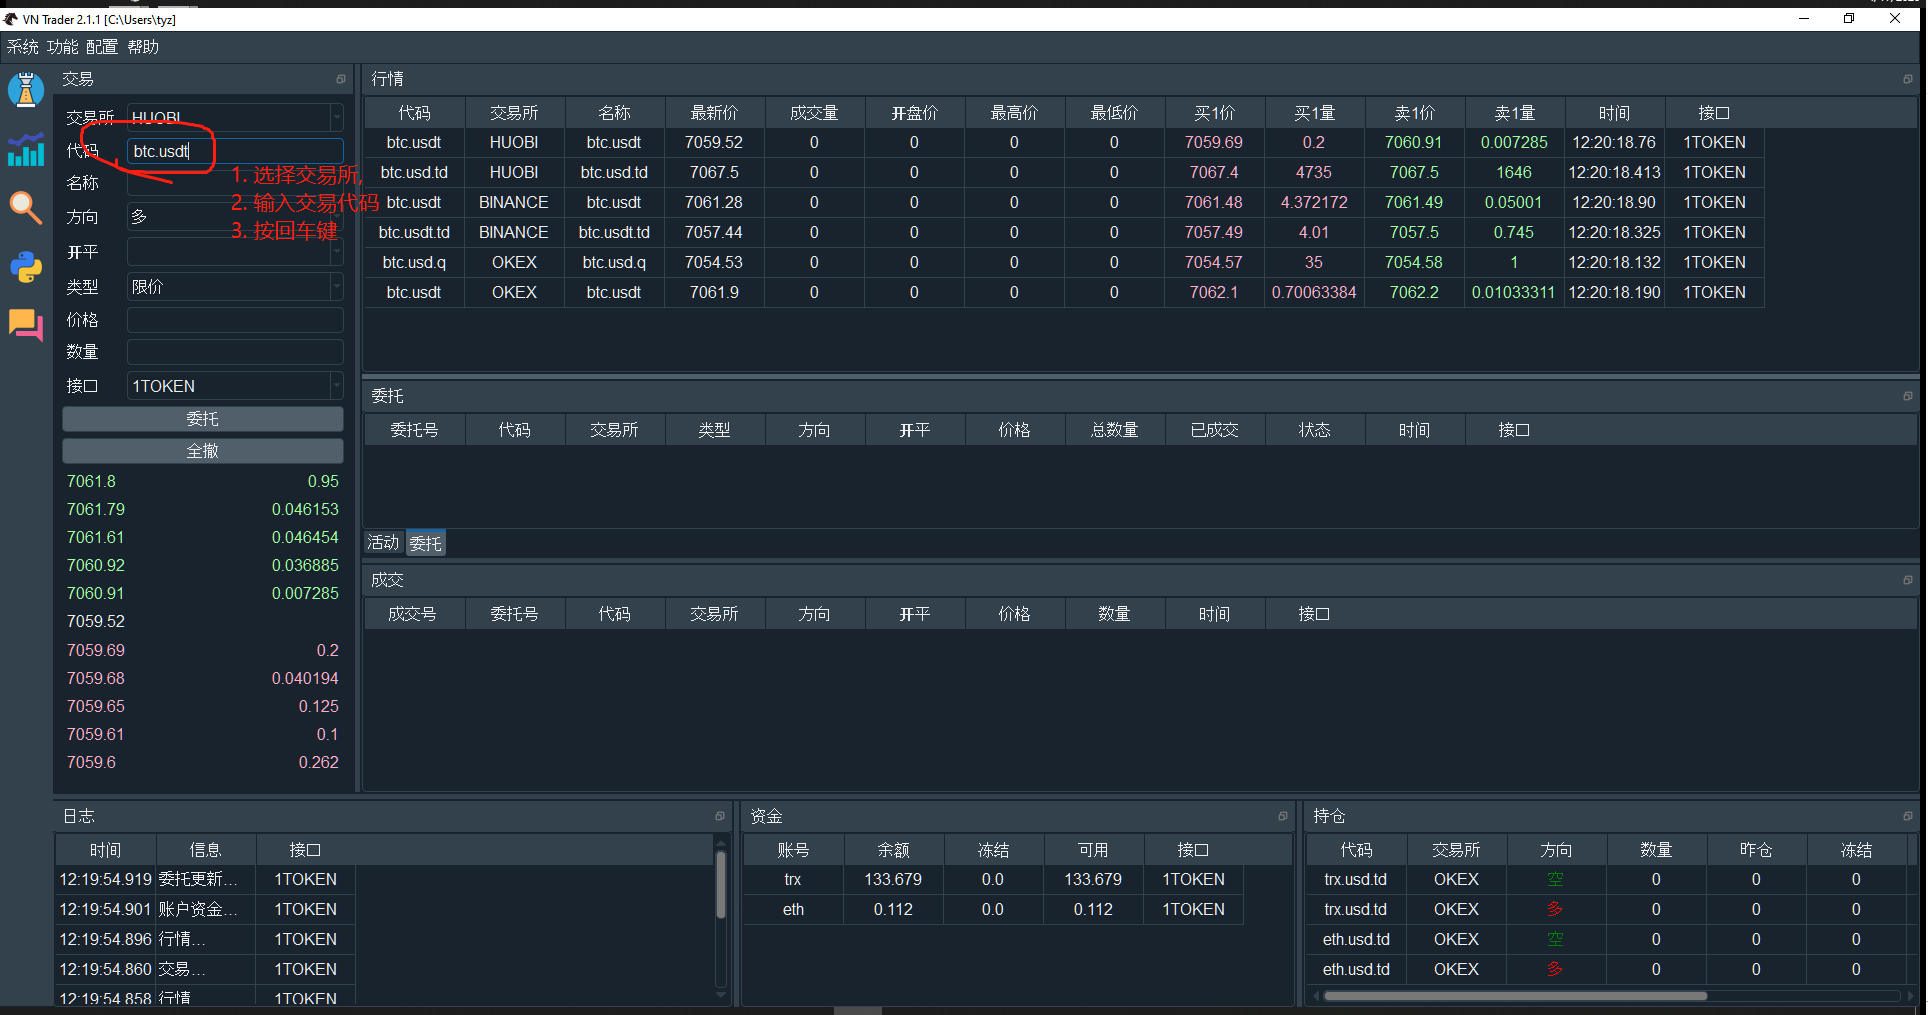 VN Trader 2.1.1 [C:\Users\tyz]
系统 功能 配置 帮助
交易
交易所 HUOBI
代码 btc.usdt
名称
方向 多
开平
类型 限价
价格
数量
接口 1TOKEN
委托
全撤
1. 选择交易所,
2. 输入交易代码
3. 按回车键
7061.8 0.95
7061.79 0.046153
7061.61 0.046454
7060.92 0.036885
7060.91 0.007285
7059.52
7059.69 0.2
7059.68 0.040194
7059.65 0.125
7059.61 0.1
7059.6 0.262
行情
代码 交易所 名称 最新价 成交量 开盘价 最高价 最低价 买1价 买1量 卖1价 卖1量 时间 接口
btc.usdt HUOBI btc.usdt 7059.52 0 0 0 0 7059.69 0.2 7060.91 0.007285 12:20:18.76 1TOKEN
btc.usd.td HUOBI btc.usd.td 7067.5 0 0 0 0 7067.4 4735 7067.5 1646 12:20:18.413 1TOKEN
btc.usdt BINANCE btc.usdt 7061.28 0 0 0 0 7061.48 4.372172 7061.49 0.05001 12:20:18.90 1TOKEN
btc.usdt.td BINANCE btc.usdt.td 7057.44 0 0 0 0 7057.49 4.01 7057.5 0.745 12:20:18.325 1TOKEN
btc.usd.q OKEX btc.usd.q 7054.53 0 0 0 0 7054.57 35 7054.58 1 12:20:18.132 1TOKEN
btc.usdt OKEX btc.usdt 7061.9 0 0 0 0 7062.1 0.70063384 7062.2 0.01033311 12:20:18.190 1TOKEN
委托
委托号 代码 交易所 类型 方向 开平 价格 总数量 已成交 状态 时间 接口
活动 委托
成交
成交号 委托号 代码 交易所 方向 开平 价格 数量 时间 接口
日志
时间 信息 接口
12:19:54.919 委托更新... 1TOKEN
12:19:54.901 账户资金... 1TOKEN
12:19:54.896 行情... 1TOKEN
12:19:54.860 交易... 1TOKEN
12:19:54.858 行情 1TOKEN
资金
账号 余额 冻结 可用 接口
trx 133.679 0.0 133.679 1TOKEN
eth 0.112 0.0 0.112 1TOKEN
持仓
代码 交易所 方向 数量 昨仓 冻结
trx.usd.td OKEX 空 0 0 0
trx.usd.td OKEX 多 0 0 0
eth.usd.td OKEX 空 0 0 0
eth.usd.td OKEX 多 0 0 0